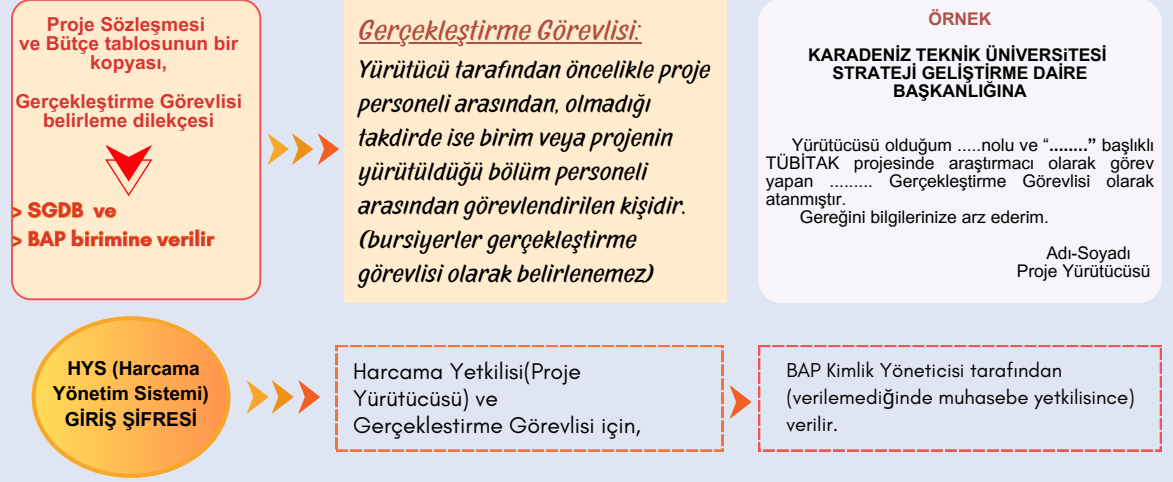 Proje Sözleşmesi
ve Bütçe tablosunun bir
kopyası,
Gerçekleştirme Görevlisi
belirleme dilekçesi
> SGDB ve
> BAP birimine verilir
Gerçekleştirme Görevlisi:
Yürütücü tarafından öncelikle proje
personeli arasından, olmadığı
takdirde ise birim veya projenin
yürütüldüğü bölüm personeli
arasından görevlendirilen kişidir.
(bursiyerler gerçekleştirme
görevlisi olarak belirlenemez)
ÖRNEK
KARADENİZ TEKNİK ÜNİVERSİTESİ
STRATEJİ GELİŞTİRME DAİRE
BAŞKANLIĞINA
Yürütücüsü olduğum .....nolu ve “........” başlıklı
TÜBİTAK projesinde araştırmacı olarak görev
yapan ......... Gerçekleştirme Görevlisi olarak
atanmıştır.
Gereğini bilgilerinize arz ederim.
Adı-Soyadı
Proje Yürütücüsü
HYS (Harcama
Yönetim Sistemi)
GİRİŞ ŞİFRESİ
Harcama Yetkilisi(Proje
Yürütücüsü) ve
Gerçeklestirme Görevlisi için,
BAP Kimlik Yöneticisi tarafından
(verilemediğinde muhasebe yetkilisince)
verilir.